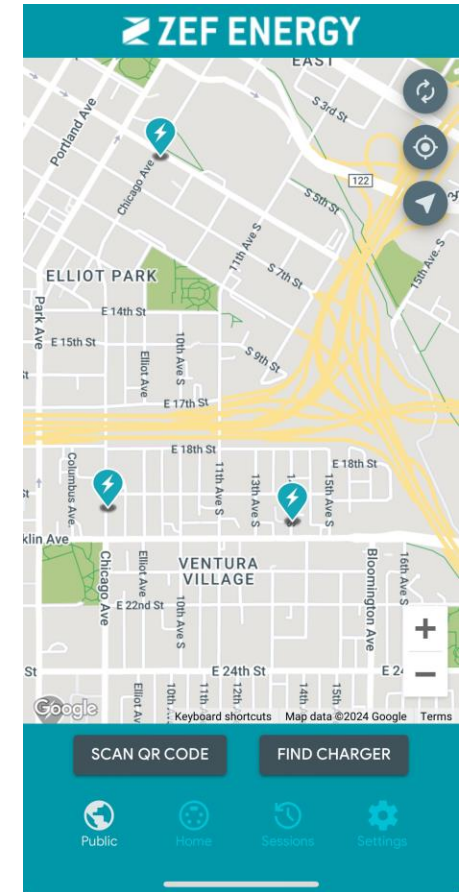 ZEF ENERGY
EAST
Portland Ave
S 3rd St
Chicago Ave
122
S 5th St
11th Ave S
15th Ave. S
ELLIOT PARK
S 7th St
E 14th St
Park Ave
E 15th St
10th Ave S
Elliot Ave
S 9th St
E 17th St
E 18th St
E 18th St
Columbus Ave.
11th Ave S
13th Ave S
15th Ave S
klin Ave
Chicago Ave
Elliot Ave
VENTURA
VILLAGE
10th Ave S
Bloomington Ave
16th Ave S
E 22nd St
+
−
St
E 24th St
E 24
Elliot Av
10th
11th
12th
14th
15th
Google
Keyboard shortcuts
Map data ©2024 Google
Terms
SCAN QR CODE
FIND CHARGER
Public
Home
Sessions
Settings